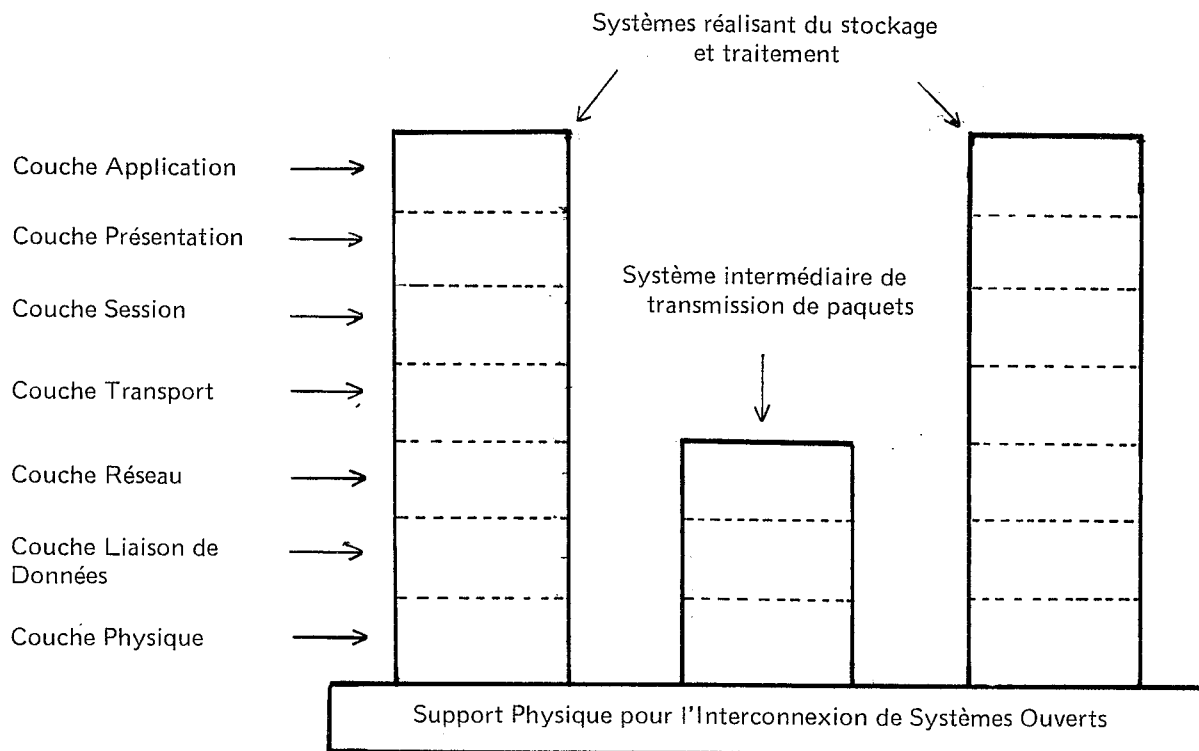 Systèmes réalisant du stockage
et traitement
Couche Application
Couche Présentation
Système intermédiaire de
transmission de paquets
Couche Session
Couche Transport
Couche Réseau
Couche Liaison de
Données
Couche Physique
Support Physique pour l'Interconnexion de Systèmes Ouverts